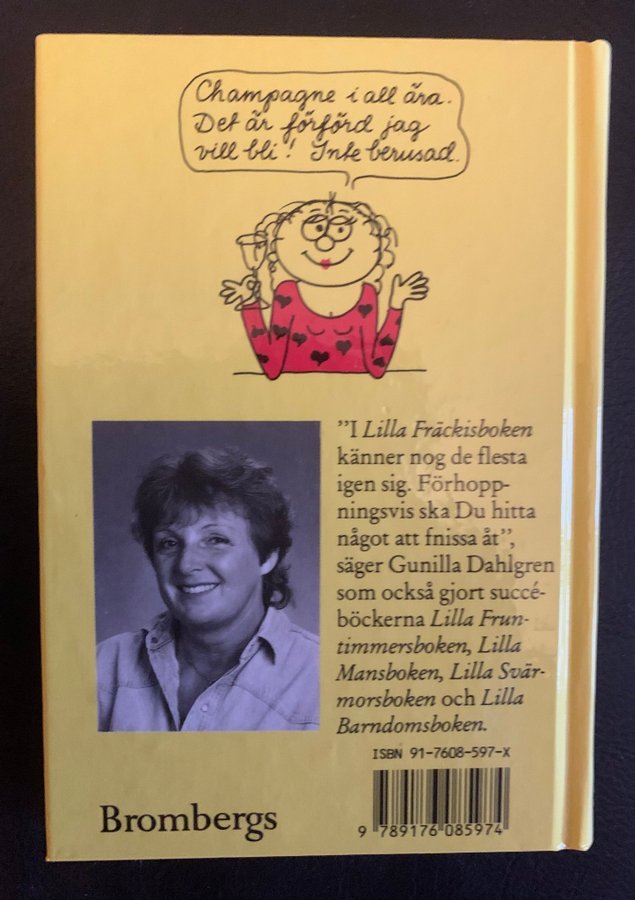 Champagne i all ära.
Det är förförd jag
vill bli! Inte berusad.
”I Lilla Fräckisboken
känner nog de flesta
igen sig. Förhopp-
ningsvis ska Du hitta
något att fnissa åt”,
säger Gunilla Dahlgren
som också gjort succé-
böckerna Lilla Frun-
timmersboken, Lilla
Mansboken, Lilla Svär-
morsboken och Lilla
Barndomsboken.
ISBN 91-7608-597-X
Brombergs
9 789176 085974